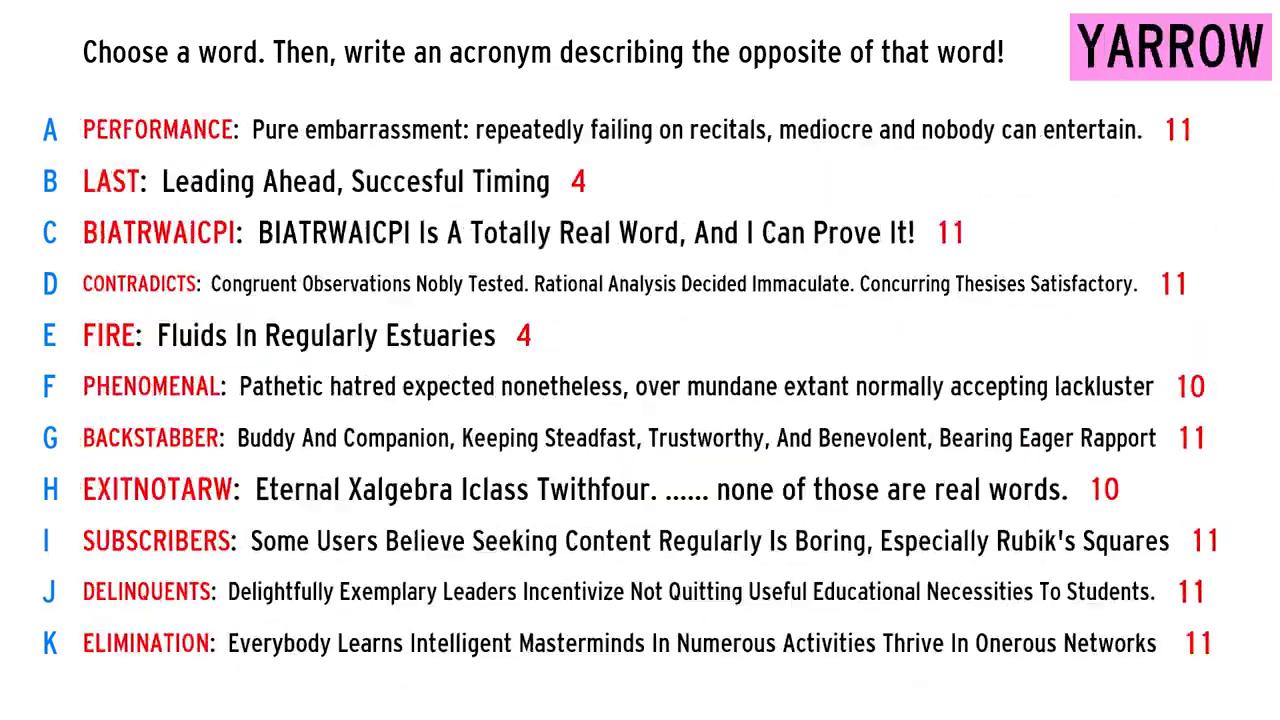 Choose a word. Then, write an acronym describing the opposite of that word!
YARROW
A PERFORMANCE: Pure embarrassment: repeatedly failing on recitals, mediocre and nobody can entertain. 11
B LAST: Leading Ahead, Succesful Timing 4
C BIATRWAICPI: BIATRWAICPI Is A Totally Real Word, And I Can Prove It! 11
D CONTRADICTS: Congruent Observations Nobly Tested. Rational Analysis Decided Immaculate. Concurring Thesises Satisfactory. 11
E FIRE: Fluids In Regularly Estuaries 4
F PHENOMENAL: Pathetic hatred expected nonetheless, over mundane extant normally accepting lackluster 10
G BACKSTABBER: Buddy And Companion, Keeping Steadfast, Trustworthy, And Benevolent, Bearing Eager Rapport 11
H EXITNOTARW: Eternal Xalgebra Iclass Twithfour. ...... none of those are real words. 10
I SUBSCRIBERS: Some Users Believe Seeking Content Regularly Is Boring, Especially Rubik's Squares 11
J DELINQUENTS: Delightfully Exemplary Leaders Incentivize Not Quitting Useful Educational Necessities To Students. 11
K ELIMINATION: Everybody Learns Intelligent Masterminds In Numerous Activities Thrive In Onerous Networks 11